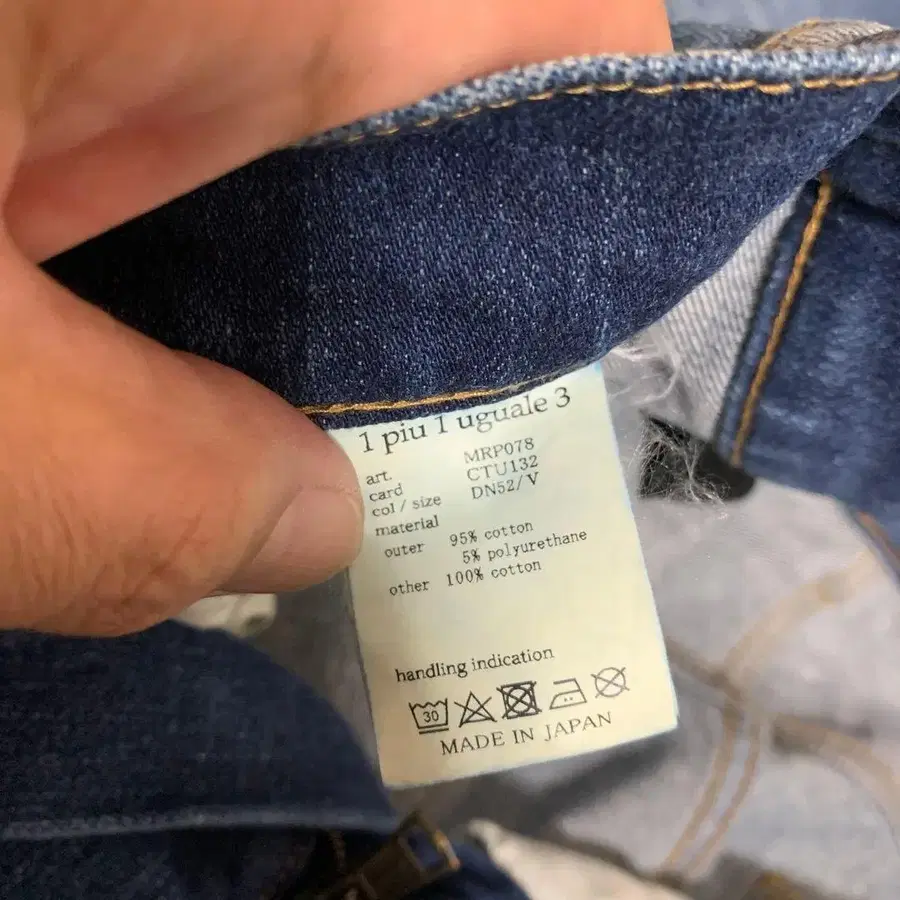 1 piu 1 uguale 3
art. MRP078
card CTU132
col / size DN52/V
material
outer 95% cotton
5% polyurethane
other 100% cotton
handling indication
30
MADE IN JAPAN